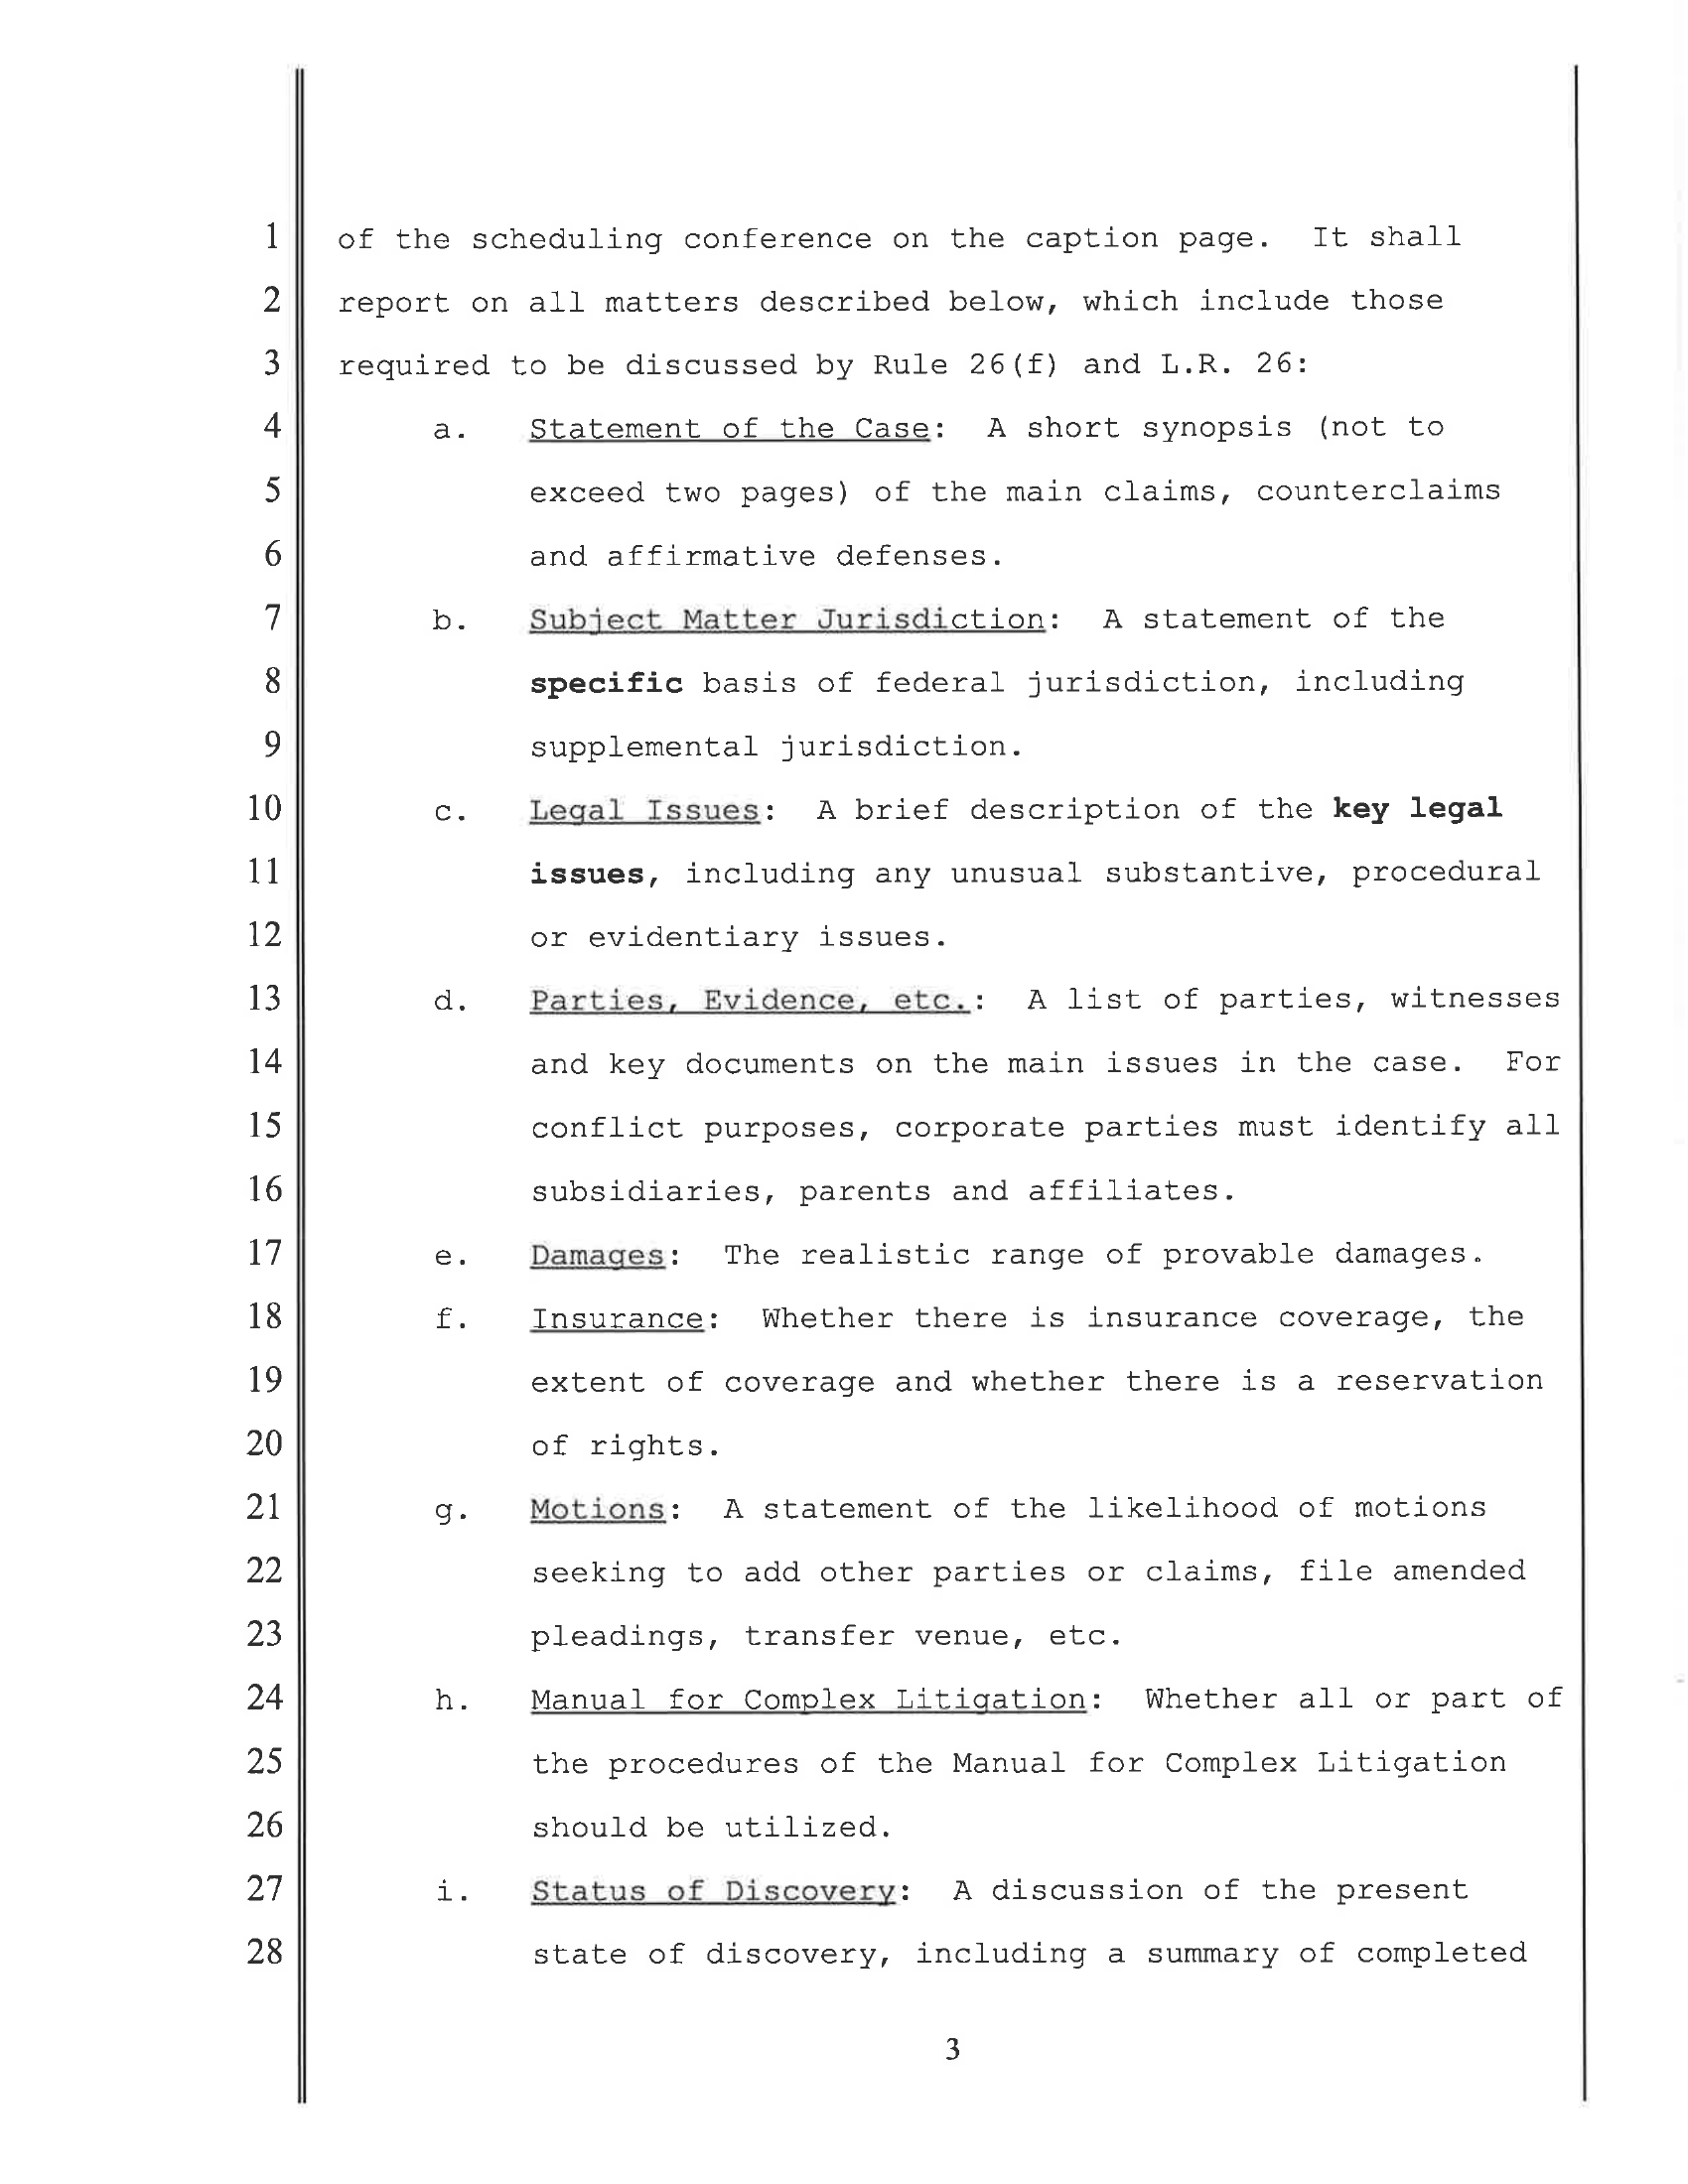 1 of the scheduling conference on the caption page. It shall
2 report on all matters described below, which include those
3 required to be discussed by Rule 26(f) and L.R. 26:
4 a. Statement of the Case: A short synopsis (not to
5 exceed two pages) of the main claims, counterclaims
6 and affirmative defenses.
7 b. Subject Matter Jurisdiction: A statement of the
8 specific basis of federal jurisdiction, including
9 supplemental jurisdiction.
10 c. Legal Issues: A brief description of the key legal
11 issues, including any unusual substantive, procedural
12 or evidentiary issues.
13 d. Parties, Evidence, etc.: A list of parties, witnesses
14 and key documents on the main issues in the case. For
15 conflict purposes, corporate parties must identify all
16 subsidiaries, parents and affiliates.
17 e. Damages: The realistic range of provable damages.
18 f. Insurance: Whether there is insurance coverage, the
19 extent of coverage and whether there is a reservation
20 of rights.
21 g. Motions: A statement of the likelihood of motions
22 seeking to add other parties or claims, file amended
23 pleadings, transfer venue, etc.
24 h. Manual for Complex Litigation: Whether all or part of
25 the procedures of the Manual for Complex Litigation
26 should be utilized.
27 i. Status of Discovery: A discussion of the present
28 state of discovery, including a summary of completed
3